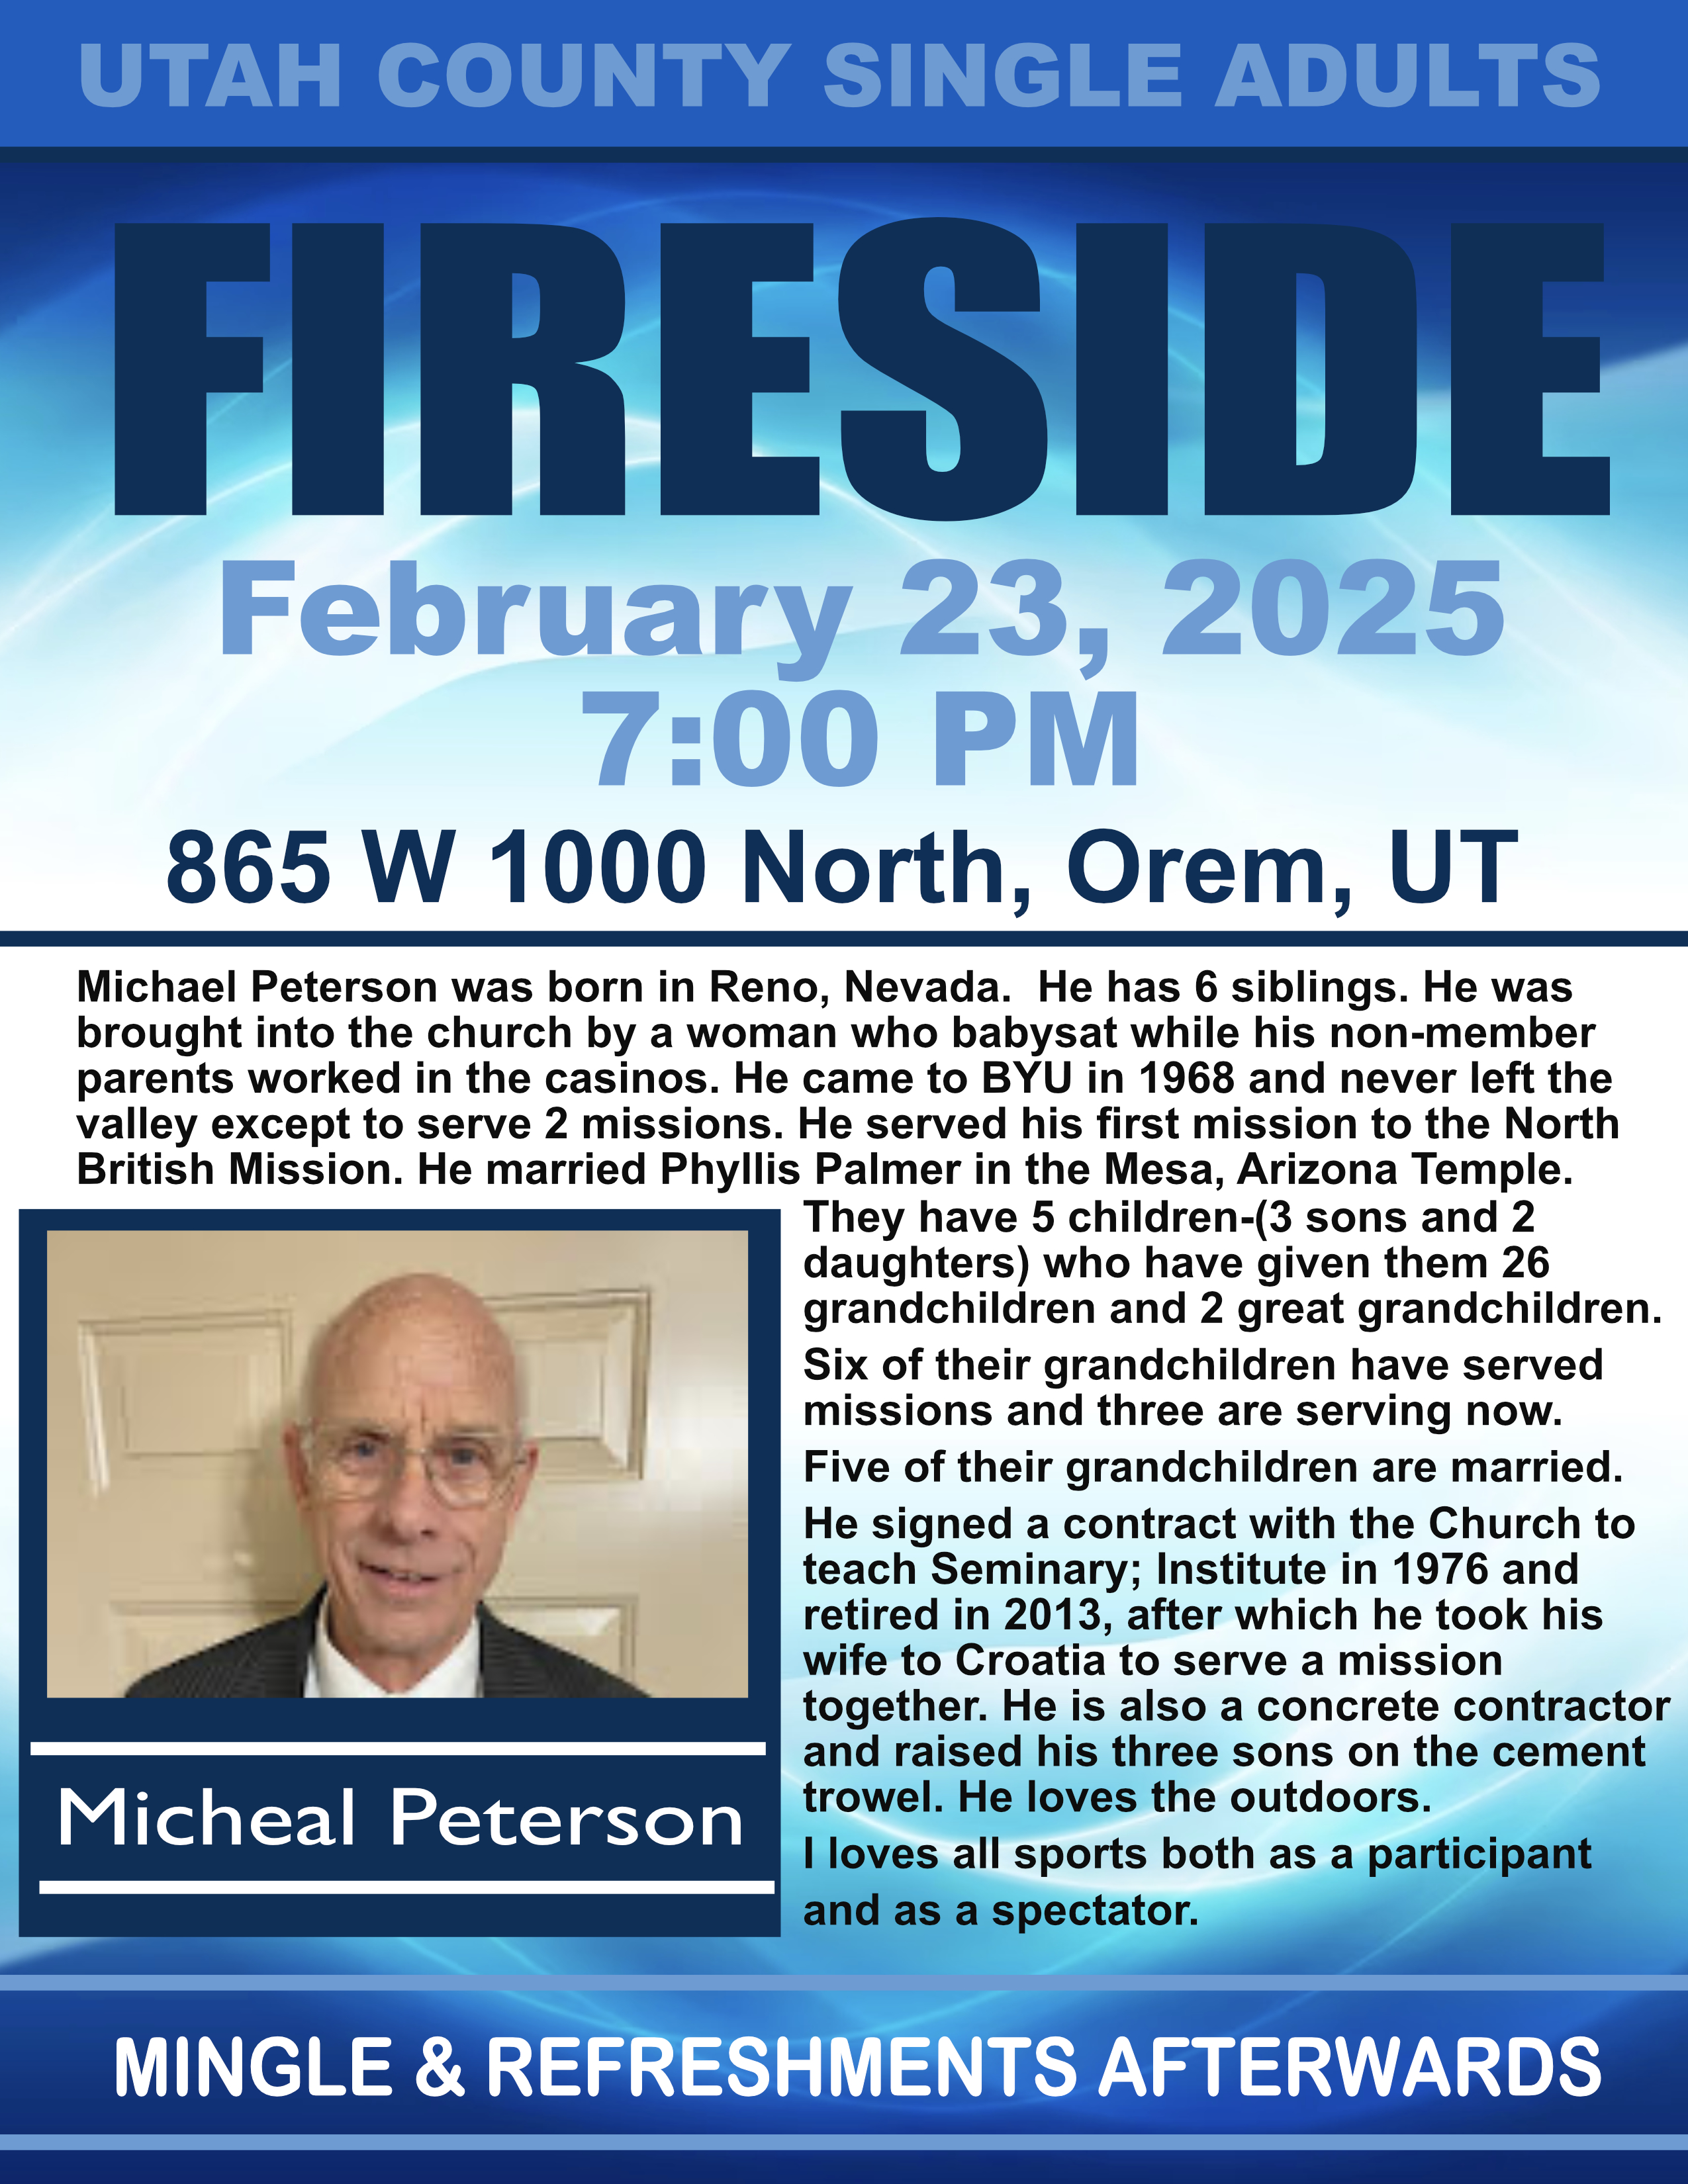 UTAH COUNTY SINGLE ADULTS
FIRESIDE
February 23, 2025
7:00 PM
865 W 1000 North, Orem, UT
Michael Peterson was born in Reno, Nevada.  He has 6 siblings. He was
brought into the church by a woman who babysat while his non-member
parents worked in the casinos. He came to BYU in 1968 and never left the
valley except to serve 2 missions. He served his first mission to the North
British Mission. He married Phyllis Palmer in the Mesa, Arizona Temple.
They have 5 children-(3 sons and 2
daughters) who have given them 26
grandchildren and 2 great grandchildren.
Six of their grandchildren have served
missions and three are serving now.
Five of their grandchildren are married.
He signed a contract with the Church to
teach Seminary; Institute in 1976 and
retired in 2013, after which he took his
wife to Croatia to serve a mission
together. He is also a concrete contractor
and raised his three sons on the cement
trowel. He loves the outdoors.
I loves all sports both as a participant
and as a spectator.
Micheal Peterson
MINGLE & REFRESHMENTS AFTERWARDS